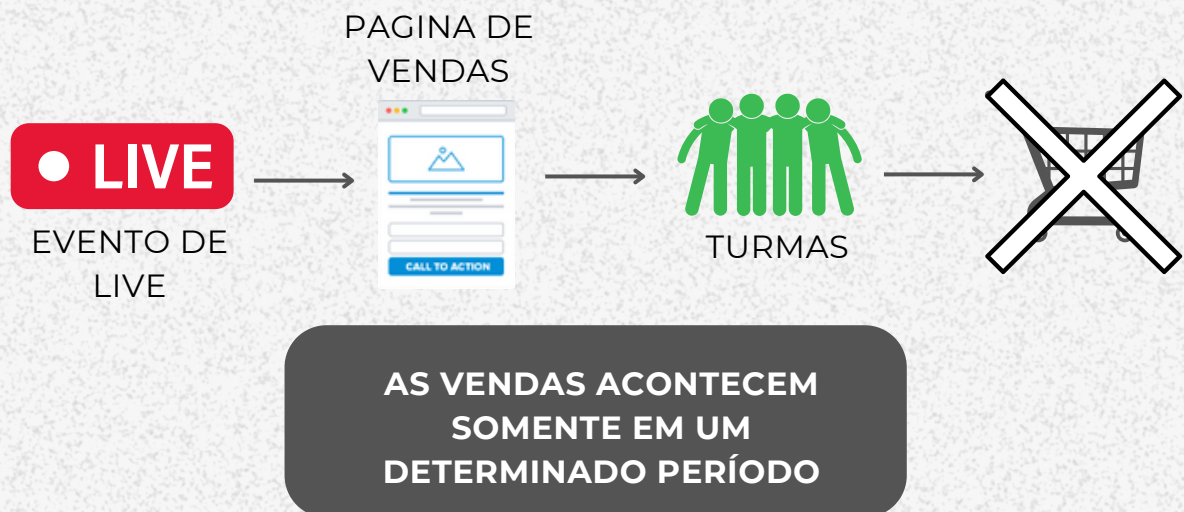 PAGINA DE
VENDAS
LIVE
EVENTO DE
LIVE
CALL TO ACTION
TURMAS
AS VENDAS ACONTECEM
SOMENTE EM UM
DETERMINADO PERÍODO